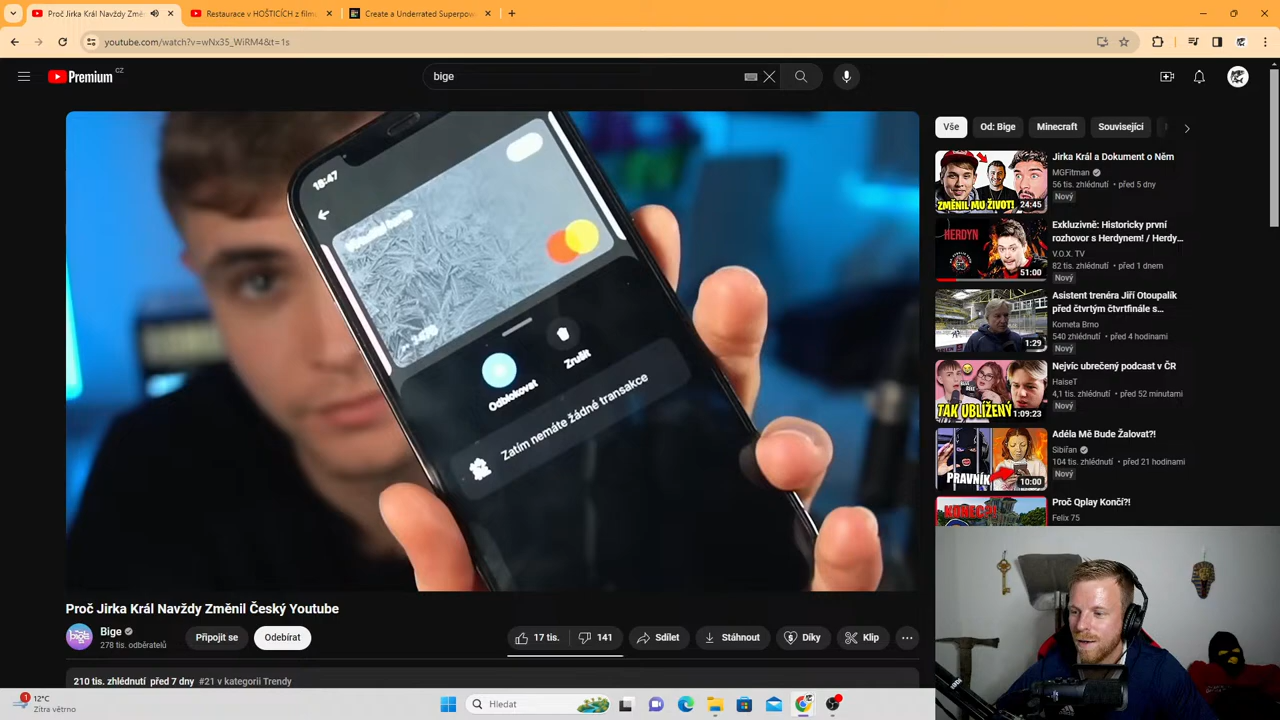 Proč Jirka Král Navždy Změ
Restaurace v HOŠTICÍCH z film
Create a Underrated Superpow
youtube.com/watch?v=wNx35_WiRM4&t=1s
Premium CZ
bige
18:47
Odblokovat
Zrušit
Zatím nemáte žádné transakce
Vše
Od: Bige
Minecraft
Související
Jirka Král a Dokument o Něm
MGFitman
56 tis. zhlédnutí • před 5 dny
Nový
ZMĚNIL MU ŽIVOT!
24:45
Exkluzivně: Historicky první
rozhovor s Herdynem! / Herdy...
V.O.X. TV
82 tis. zhlédnutí • před 1 dnem
Nový
HERDYN
51:00
Asistent trenéra Jiří Otoupalík
před čtvrtým čtvrtfinále s...
Kometa Brno
540 zhlédnutí • před 4 hodinami
Nový
1:29
Nejvíc ubrečený podcast v ČR
HaiseT
4,1 tis. zhlédnutí • před 52 minutami
Nový
TAK UBLÍŽENÝ
1:09:23
Adéla Mě Bude Žalovat?!
Sibiřan
104 tis. zhlédnutí • před 21 hodinami
PRÁVNÍK
10:00
Proč Qplay Končí?!
Felix 75
KONEC?!
Proč Jirka Král Navždy Změnil Český Youtube
Bige
278 tis. odběratelů
Připojit se
Odebírat
17 tis.
141
Sdílet
Stáhnout
Díky
Klip
210 tis. zhlédnutí před 7 dny #21 v kategorii Trendy
1
12°C
Zítra větrno
Hledat